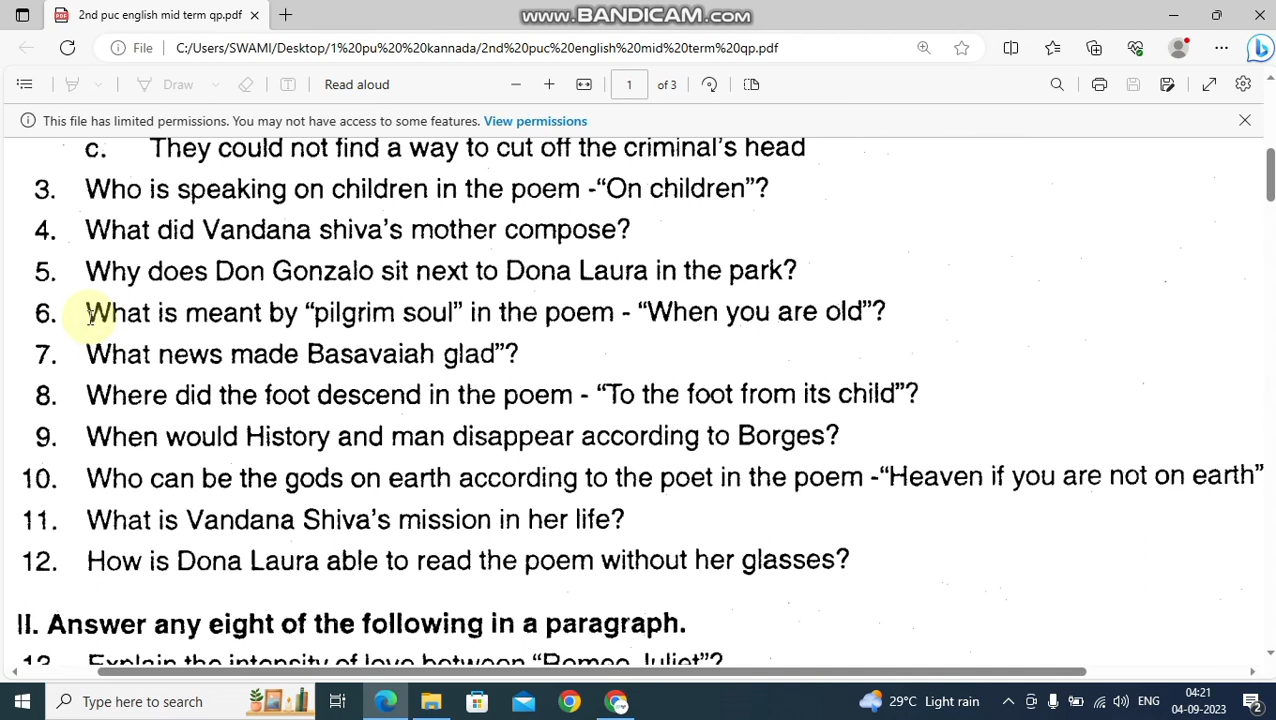 2nd puc english mid term qp.pdf
www.BANDICAM.com
File
C:/Users/SWAMI/Desktop/1%20pu%20%20kannada/2nd%20puc%20english%20mid%20term%20qp.pdf
Draw
Read aloud
1 of 3
This file has limited permissions. You may not have access to some features. View permissions
c. They could not find a way to cut off the criminal's head
3. Who is speaking on children in the poem -“On children”?
4. What did Vandana shiva's mother compose?
5. Why does Don Gonzalo sit next to Dona Laura in the park?
6. What is meant by “pilgrim soul” in the poem - “When you are old”?
7. What news made Basavaiah glad”?
8. Where did the foot descend in the poem - “To the foot from its child”?
9. When would History and man disappear according to Borges?
10. Who can be the gods on earth according to the poet in the poem -“Heaven if you are not on earth”
11. What is Vandana Shiva's mission in her life?
12. How is Dona Laura able to read the poem without her glasses?
II. Answer any eight of the following in a paragraph.
13. Explain the intensity of love between “Romeo Juliet”?
Type here to search
29°C Light rain
ENG
04:21
04-09-2023
2